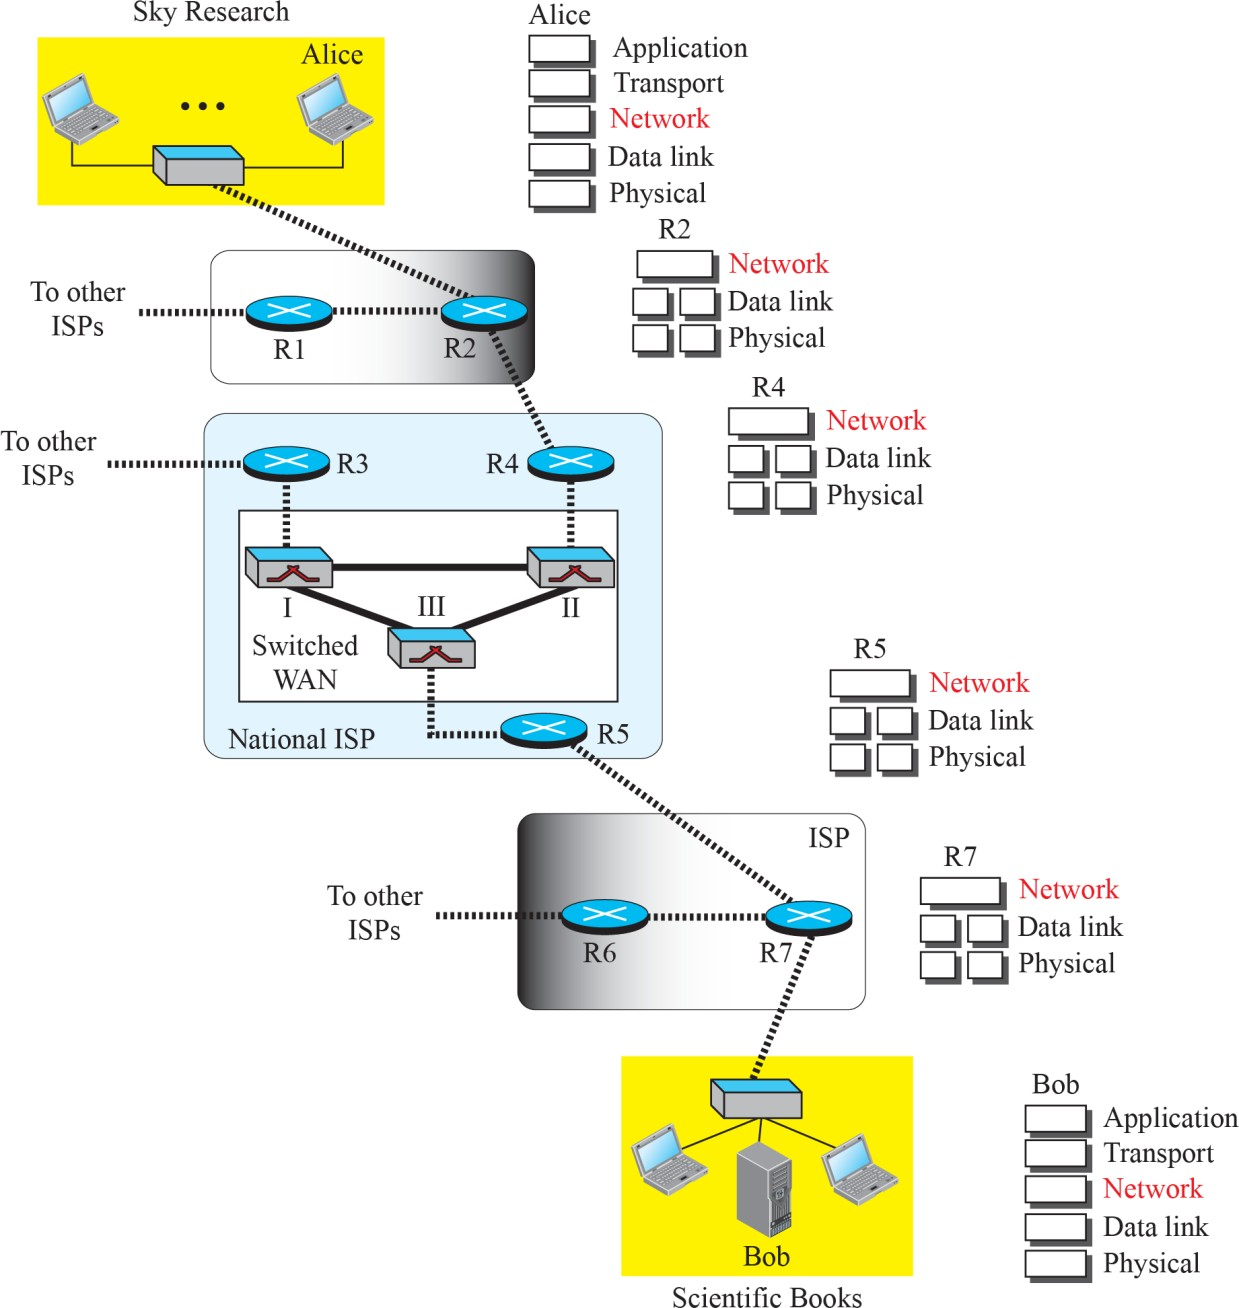 Sky Research
Alice
Alice
Application
Transport
Network
Data link
Physical
R2
Network
Data link
Physical
To other
ISPs
R1
R2
R4
Network
Data link
Physical
To other
ISPs
R3
R4
I
III
II
Switched
WAN
National ISP
R5
R5
Network
Data link
Physical
ISP
To other
ISPs
R6
R7
R7
Network
Data link
Physical
Bob
Scientific Books
Bob
Application
Transport
Network
Data link
Physical